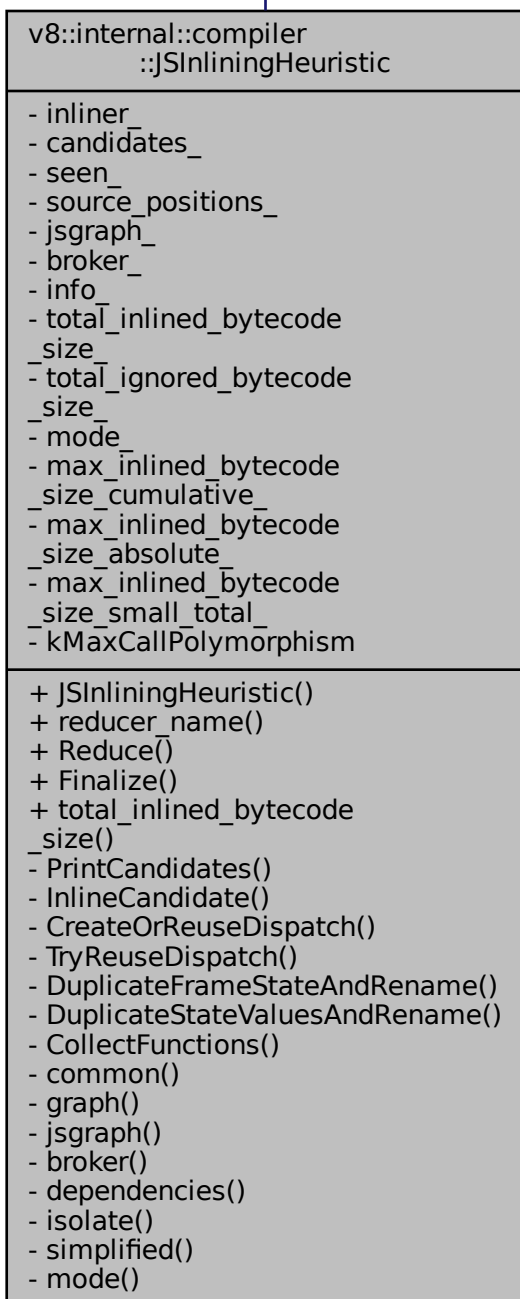 v8::internal::compiler
::JSInliningHeuristic
- inliner_
- candidates_
- seen_
- source_positions_
- jsgraph_
- broker_
- info_
- total_inlined_bytecode
_size_
- total_ignored_bytecode
_size_
- mode_
- max_inlined_bytecode
_size_cumulative_
- max_inlined_bytecode
_size_absolute_
- max_inlined_bytecode
_size_small_total_
- kMaxCallPolymorphism
+ JSInliningHeuristic()
+ reducer_name()
+ Reduce()
+ Finalize()
+ total_inlined_bytecode
_size()
- PrintCandidates()
- InlineCandidate()
- CreateOrReuseDispatch()
- TryReuseDispatch()
- DuplicateFrameStateAndRename()
- DuplicateStateValuesAndRename()
- CollectFunctions()
- common()
- graph()
- jsgraph()
- broker()
- dependencies()
- isolate()
- simplified()
- mode()